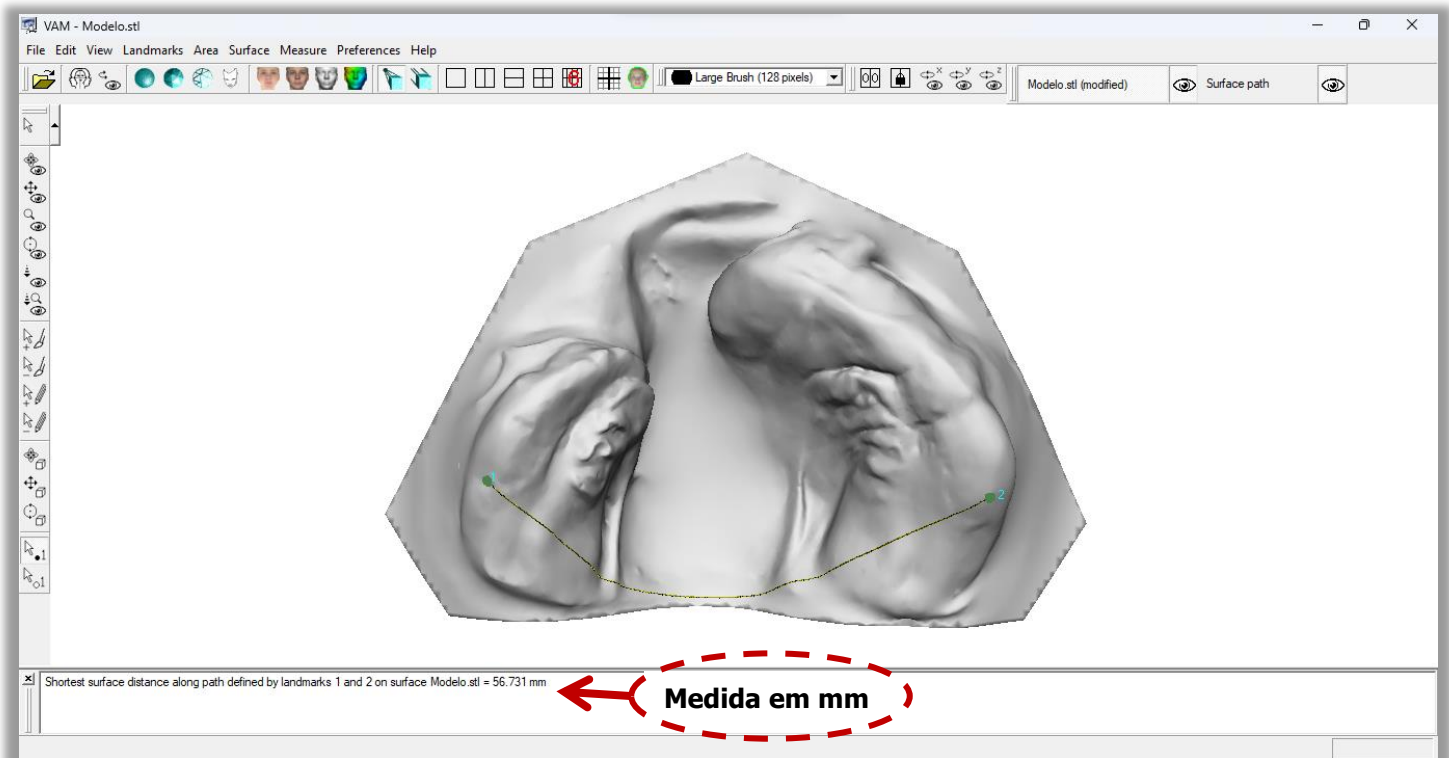 VAM - Modelo.stl
File Edit View Landmarks Area Surface Measure Preferences Help
Large Brush (128 pixels)
x y z
Modelo.stl (modified)
Surface path
1
1
1
2
Shortest surface distance along path defined by landmarks 1 and 2 on surface Modelo.stl = 56.731 mm
Medida em mm